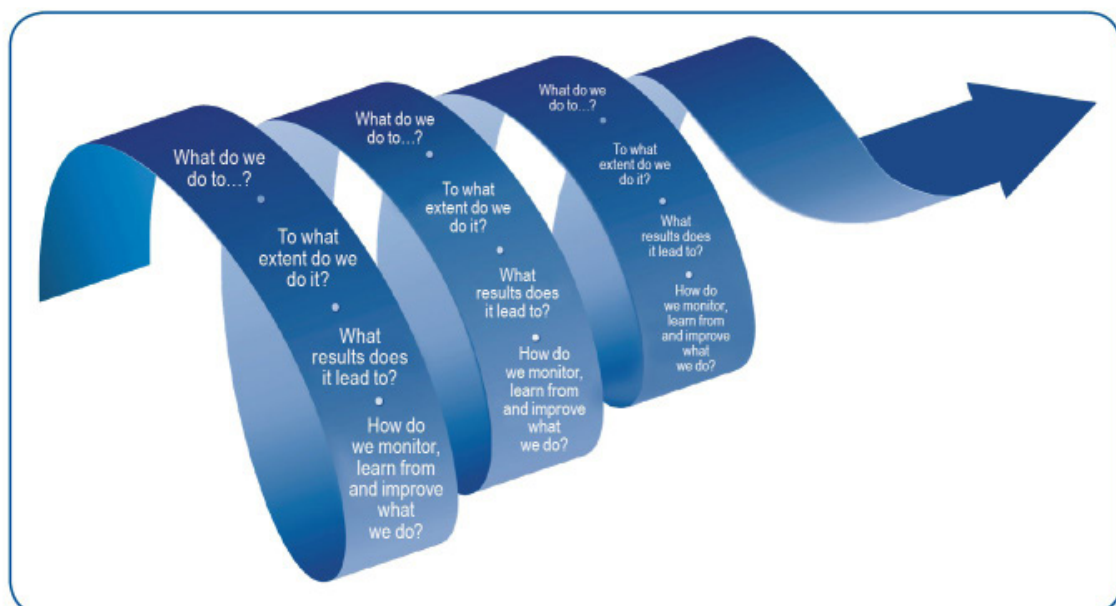 What do we
do to...?
To what
extent do we
do it?
What
results does
it lead to?
How do
we monitor,
learn from
and improve
what
we do?
What do we
do to...?
To what
extent do we
do it?
What
results does
it lead to?
How do
we monitor,
learn from
and improve
what
we do?
What do we
do to...?
To what
extent do we
do it?
What
results does
it lead to?
How do
we monitor,
learn from
and improve
what
we do?